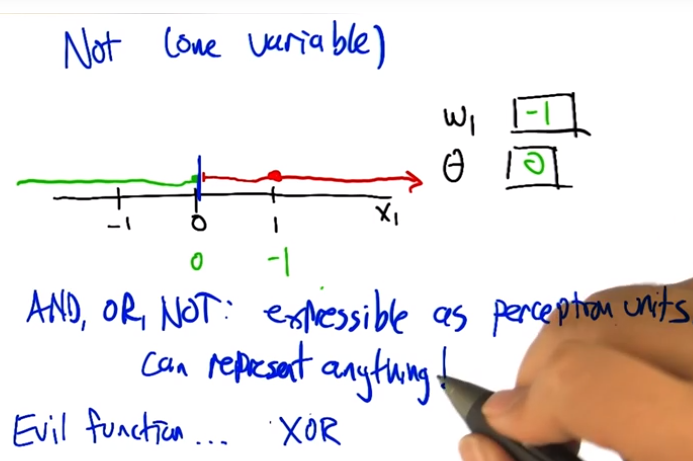 Not (one variable)
w₁ -1
θ 0
-1 0 1 x₁
0 -1
AND, OR, NOT: expressible as perceptron units
can represent anything!
Evil function... XOR